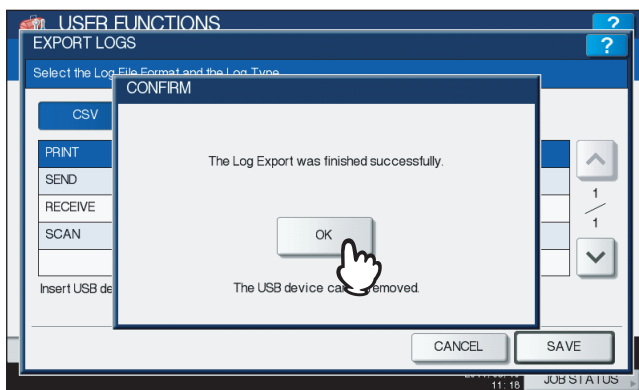 USER FUNCTIONS
?
EXPORT LOGS
?
Select the Log File Format and the Log Type
CONFIRM
CSV
The Log Export was finished successfully.
PRINT
SEND
RECEIVE
SCAN
1
1
OK
Insert USB de
The USB device can removed.
CANCEL
SAVE
11:18
JOB STATUS